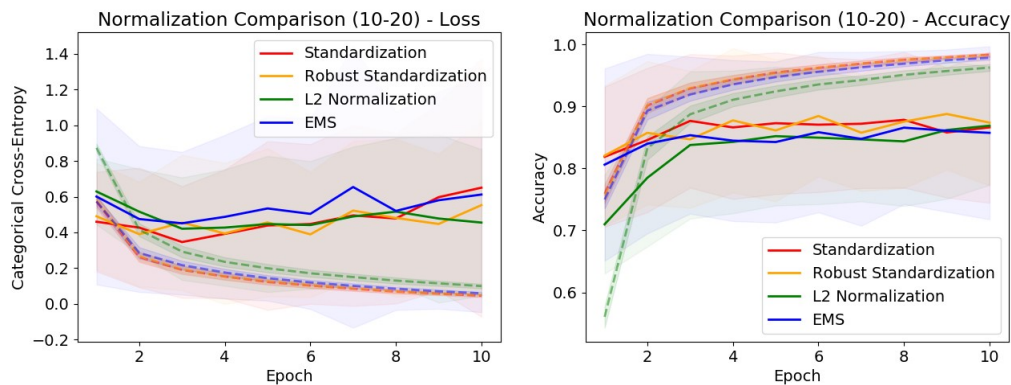 Normalization Comparison (10-20) - Loss
Categorical Cross-Entropy
1.4
1.2
1.0
0.8
0.6
0.4
0.2
0.0
−0.2
Standardization
Robust Standardization
L2 Normalization
EMS
2
4
6
8
10
Epoch
Normalization Comparison (10-20) - Accuracy
Accuracy
1.0
0.9
0.8
0.7
0.6
Standardization
Robust Standardization
L2 Normalization
EMS
2
4
6
8
10
Epoch